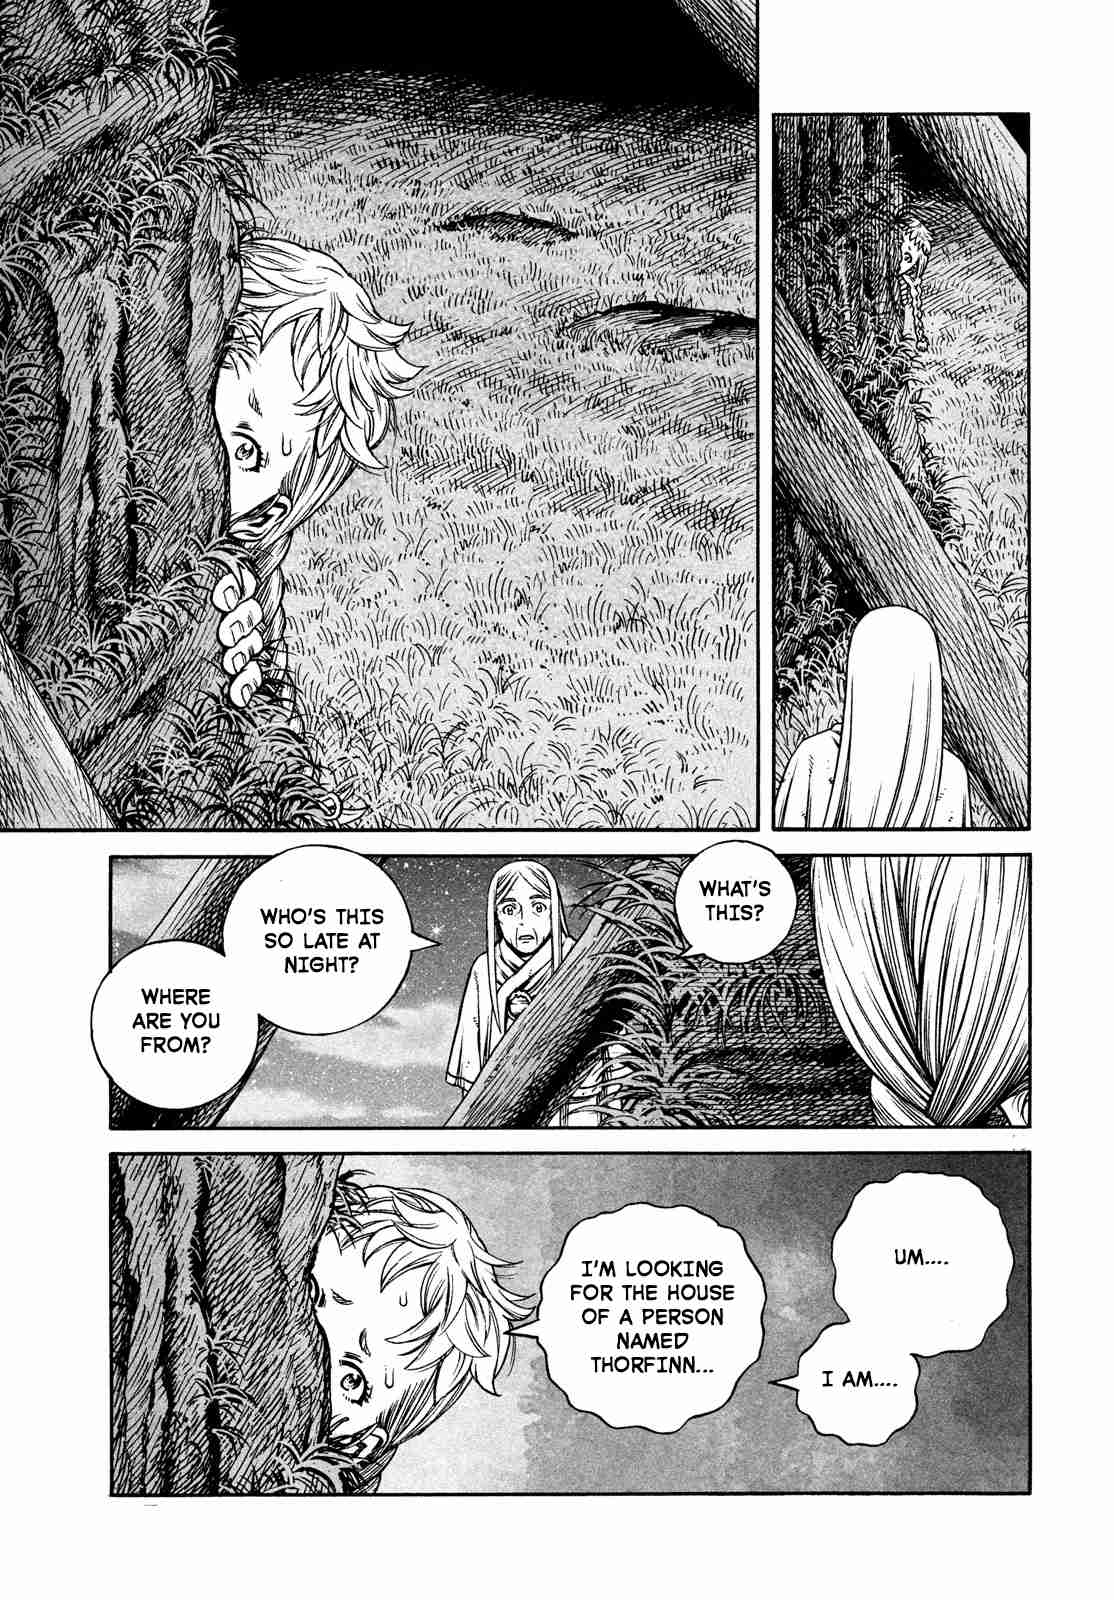 WHAT'S
THIS?
WHO'S THIS
SO LATE AT
NIGHT?
WHERE
ARE YOU
FROM?
UM....
I AM....
I'M LOOKING
FOR THE HOUSE
OF A PERSON
NAMED
THORFINN...